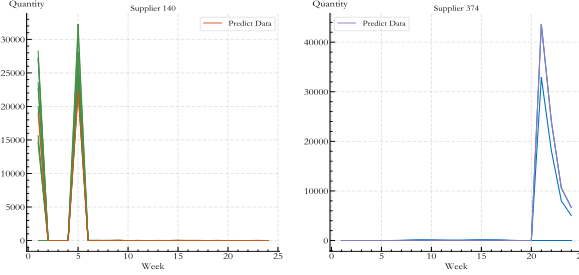 Quantity
Supplier 140
Predict Data
30000
25000
20000
15000
10000
5000
0
0 5 10 15 20 25
Week
Quantity
Supplier 374
Predict Data
40000
30000
20000
10000
0
0 5 10 15 20
Week